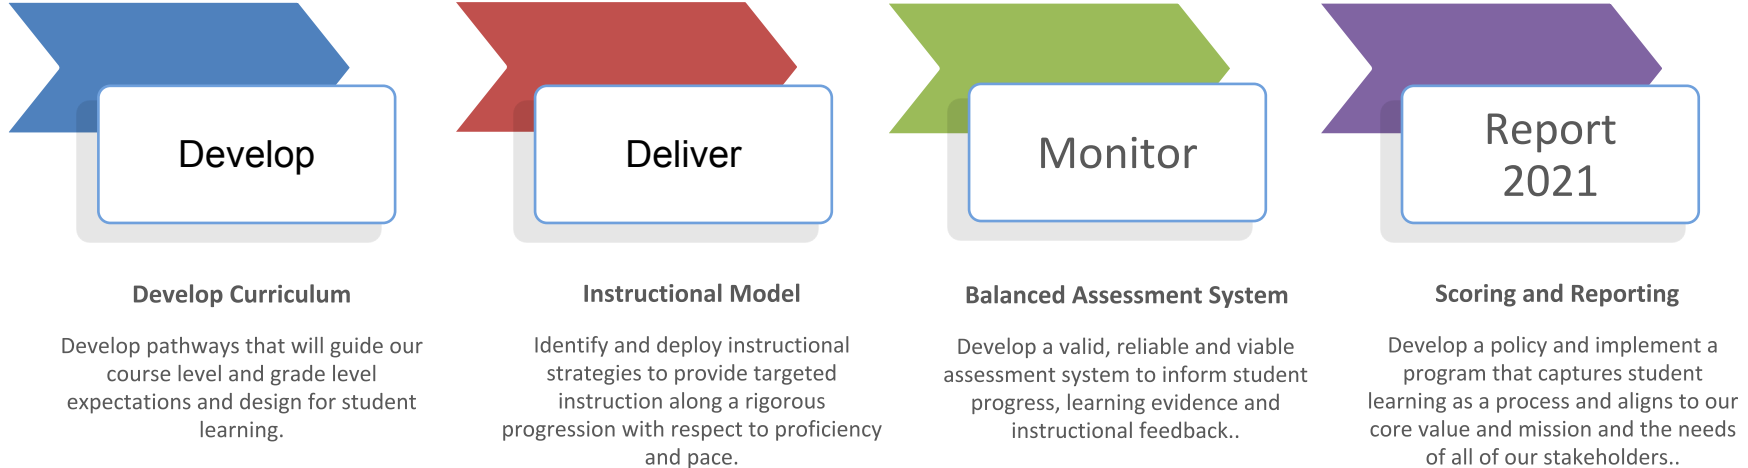 Develop
Deliver
Monitor
Report
2021
Develop Curriculum
Develop pathways that will guide our
course level and grade level
expectations and design for student
learning.
Instructional Model
Identify and deploy instructional
strategies to provide targeted
instruction along a rigorous
progression with respect to proficiency
and pace.
Balanced Assessment System
Develop a valid, reliable and viable
assessment system to inform student
progress, learning evidence and
instructional feedback..
Scoring and Reporting
Develop a policy and implement a
program that captures student
learning as a process and aligns to our
core value and mission and the needs
of all of our stakeholders..